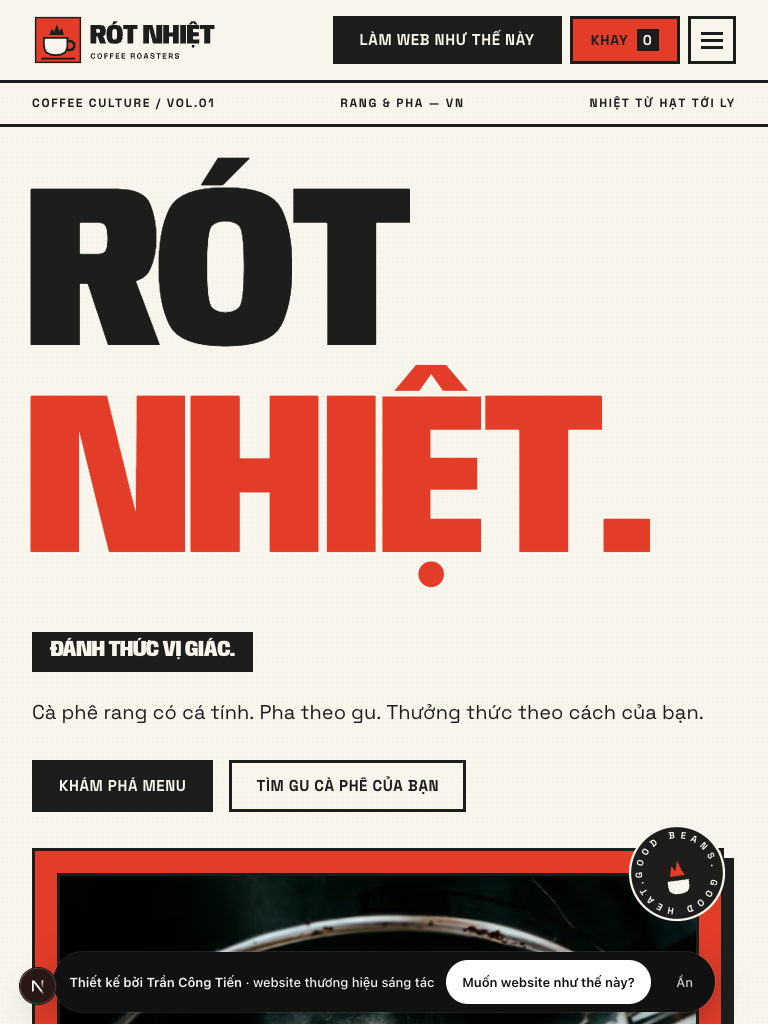 RÓT NHIỆT
COFFEE ROASTERS
LÀM WEB NHƯ THẾ NÀY
KHAY 0
COFFEE CULTURE / VOL.01
RANG & PHA — VN
NHIỆT TỪ HẠT TỚI LY
RÓT
NHIỆT.
ĐÁNH THỨC VỊ GIÁC.
Cà phê rang có cá tính. Pha theo gu. Thưởng thức theo cách của bạn.
KHÁM PHÁ MENU
TÌM GU CÀ PHÊ CỦA BẠN
GOOD BEANS. GOOD HEAT.
N
Thiết kế bởi Trần Công Tiến · website thương hiệu sáng tác
Muốn website như thế này?
Ẩn